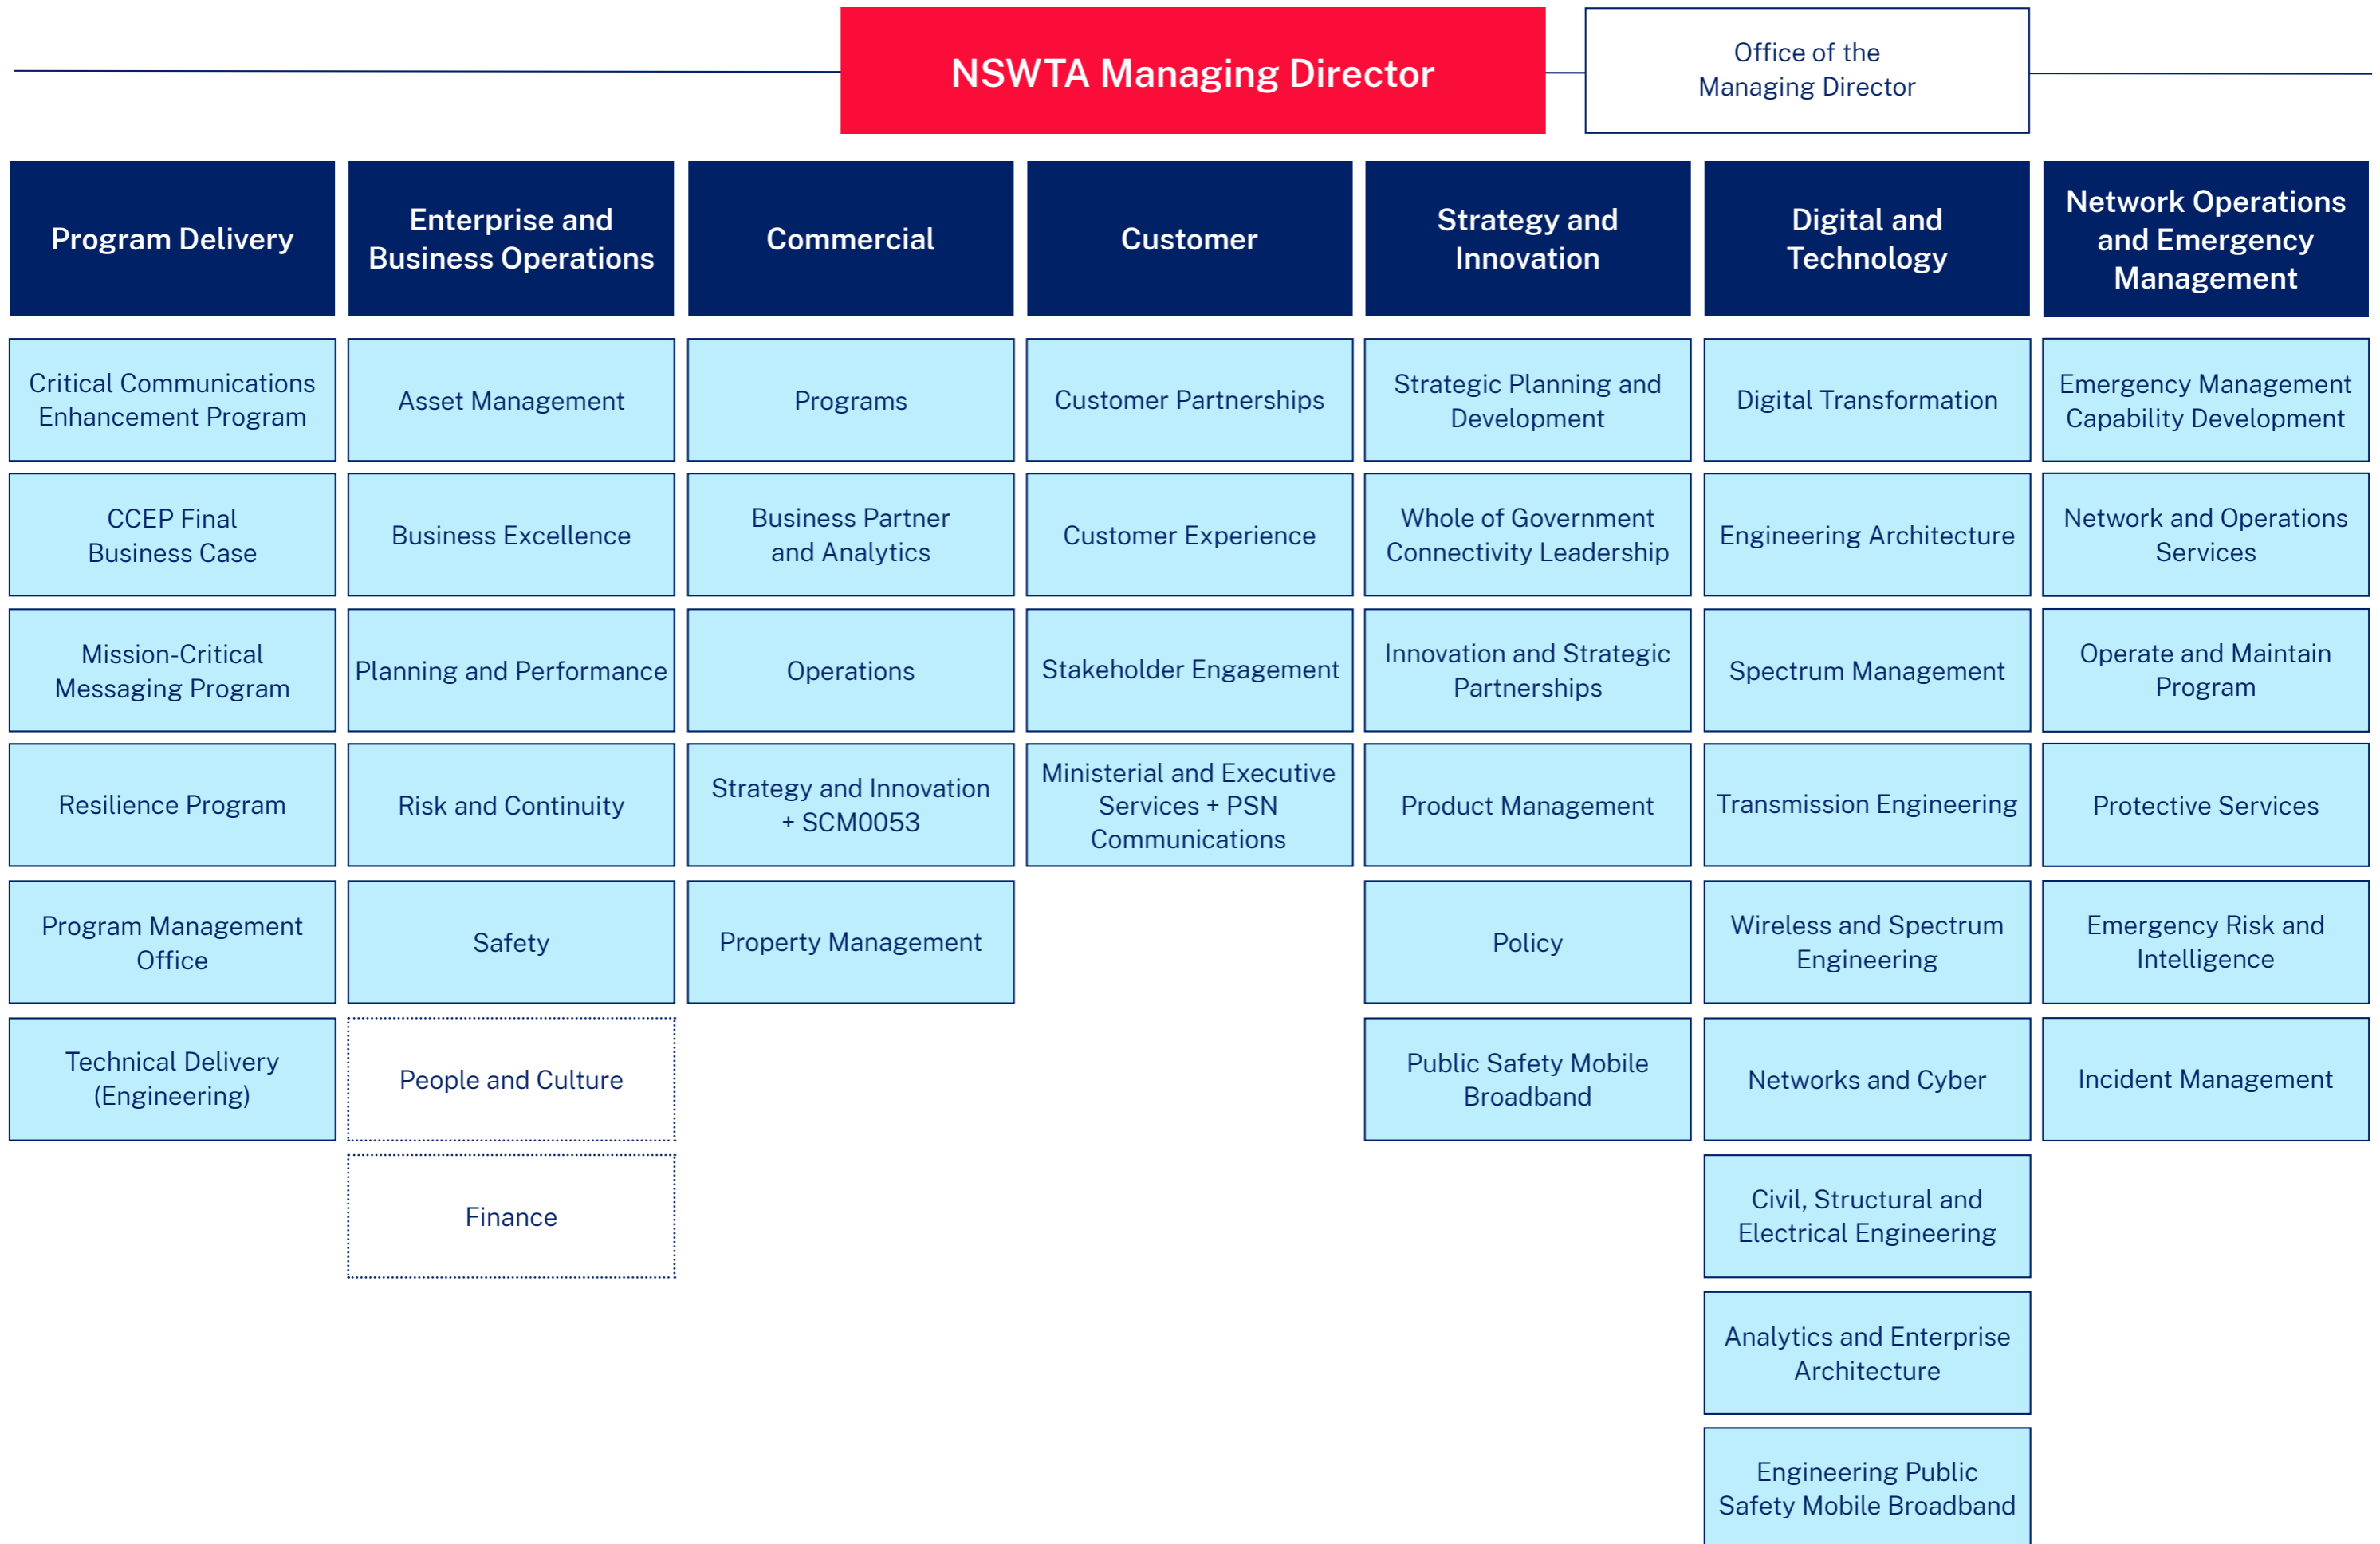 NSWTA Managing Director
Office of the
Managing Director
Program Delivery
Critical Communications
Enhancement Program
CCEP Final
Business Case
Mission-Critical
Messaging Program
Resilience Program
Program Management
Office
Technical Delivery
(Engineering)
Enterprise and
Business Operations
Asset Management
Business Excellence
Planning and Performance
Risk and Continuity
Safety
People and Culture
Finance
Commercial
Programs
Business Partner
and Analytics
Operations
Strategy and Innovation
+ SCM0053
Property Management
Customer
Customer Partnerships
Customer Experience
Stakeholder Engagement
Ministerial and Executive
Services + PSN
Communications
Strategy and
Innovation
Strategic Planning and
Development
Whole of Government
Connectivity Leadership
Innovation and Strategic
Partnerships
Product Management
Policy
Public Safety Mobile
Broadband
Digital and
Technology
Digital Transformation
Engineering Architecture
Spectrum Management
Transmission Engineering
Wireless and Spectrum
Engineering
Networks and Cyber
Civil, Structural and
Electrical Engineering
Analytics and Enterprise
Architecture
Engineering Public
Safety Mobile Broadband
Network Operations
and Emergency
Management
Emergency Management
Capability Development
Network and Operations
Services
Operate and Maintain
Program
Protective Services
Emergency Risk and
Intelligence
Incident Management